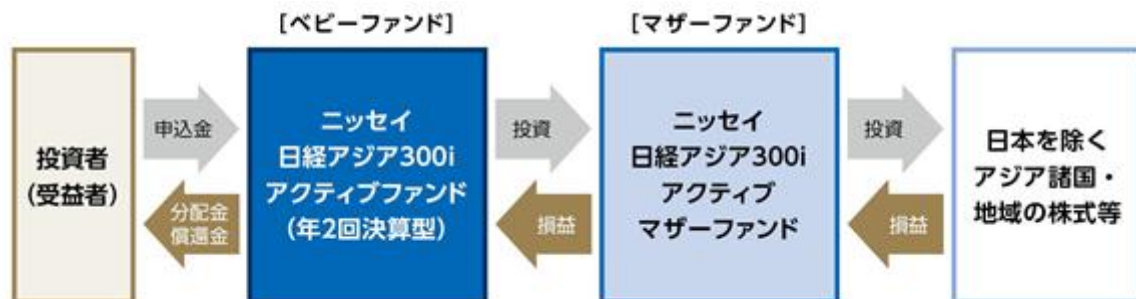 [ベビーファンド]
[マザーファンド]
投資者
(受益者)
申込金
分配金
償還金
ニッセイ
日経アジア300i
アクティブファンド
(年2回決算型)
投資
損益
ニッセイ
日経アジア300i
アクティブ
マザーファンド
投資
損益
日本を除く
アジア諸国・
地域の株式等